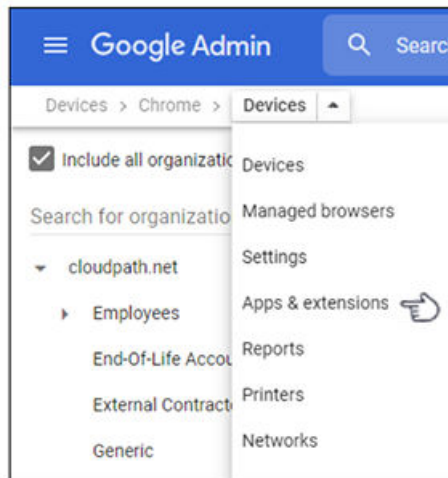 Google Admin
Searc
Devices > Chrome > Devices
Include all organizatic
Devices
Search for organizatio
Managed browsers
cloudpath.net
Settings
Employees
Apps & extensions
End-Of-Life Accou
Reports
External Contract
Printers
Generic
Networks